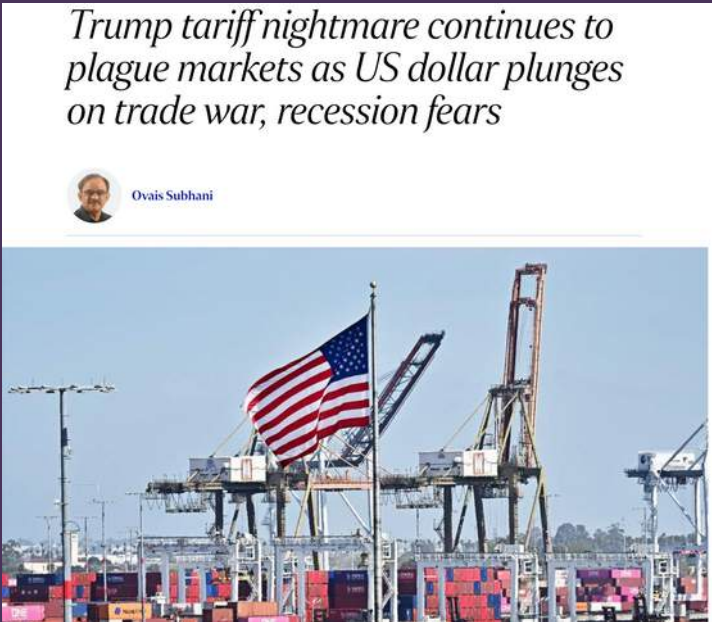 Trump tariff nightmare continues to
plague markets as US dollar plunges
on trade war, recession fears
Ovais Subhani